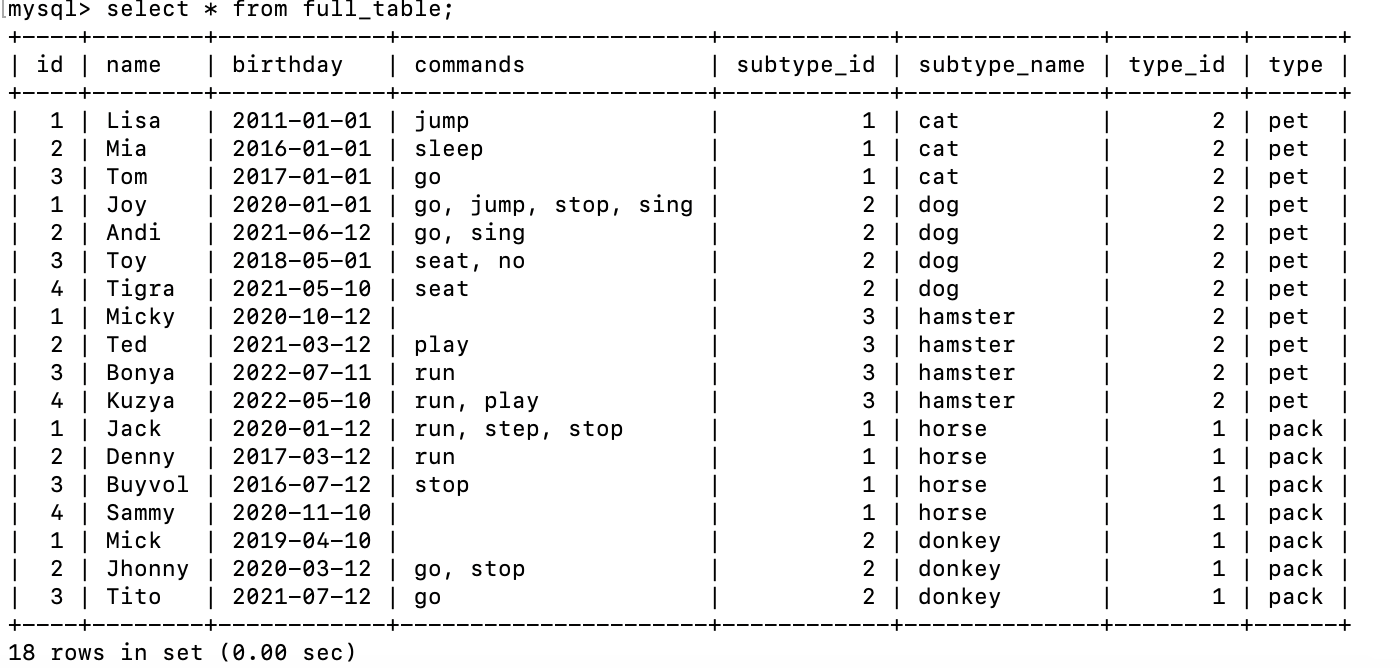 [mysql> select * from full_table;
+----+--------+------------+----------------------+------------+--------------+---------+------+
| id | name   | birthday   | commands             | subtype_id | subtype_name | type_id | type |
+----+--------+------------+----------------------+------------+--------------+---------+------+
|  1 | Lisa   | 2011-01-01 | jump                 |          1 | cat          |       2 | pet  |
|  2 | Mia    | 2016-01-01 | sleep                |          1 | cat          |       2 | pet  |
|  3 | Tom    | 2017-01-01 | go                   |          1 | cat          |       2 | pet  |
|  1 | Joy    | 2020-01-01 | go, jump, stop, sing |          2 | dog          |       2 | pet  |
|  2 | Andi   | 2021-06-12 | go, sing             |          2 | dog          |       2 | pet  |
|  3 | Toy    | 2018-05-01 | seat, no             |          2 | dog          |       2 | pet  |
|  4 | Tigra  | 2021-05-10 | seat                 |          2 | dog          |       2 | pet  |
|  1 | Micky  | 2020-10-12 |                      |          3 | hamster      |       2 | pet  |
|  2 | Ted    | 2021-03-12 | play                 |          3 | hamster      |       2 | pet  |
|  3 | Bonya  | 2022-07-11 | run                  |          3 | hamster      |       2 | pet  |
|  4 | Kuzya  | 2022-05-10 | run, play            |          3 | hamster      |       2 | pet  |
|  1 | Jack   | 2020-01-12 | run, step, stop      |          1 | horse        |       1 | pack |
|  2 | Denny  | 2017-03-12 | run                  |          1 | horse        |       1 | pack |
|  3 | Buyvol | 2016-07-12 | stop                 |          1 | horse        |       1 | pack |
|  4 | Sammy  | 2020-11-10 |                      |          1 | horse        |       1 | pack |
|  1 | Mick   | 2019-04-10 |                      |          2 | donkey       |       1 | pack |
|  2 | Jhonny | 2020-03-12 | go, stop             |          2 | donkey       |       1 | pack |
|  3 | Tito   | 2021-07-12 | go                   |          2 | donkey       |       1 | pack |
+----+--------+------------+----------------------+------------+--------------+---------+------+
18 rows in set (0.00 sec)